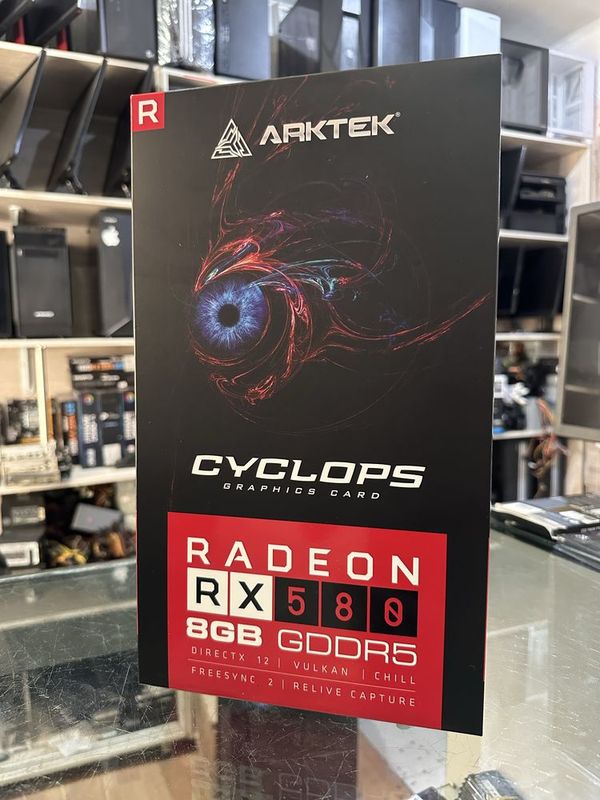 R
ARKTEK®
CYCLOPS
GRAPHICS CARD
RADEON
RX 580
8GB GDDR5
DIRECTX 12 | VULKAN | CHILL
FREESYNC 2 | RELIVE CAPTURE